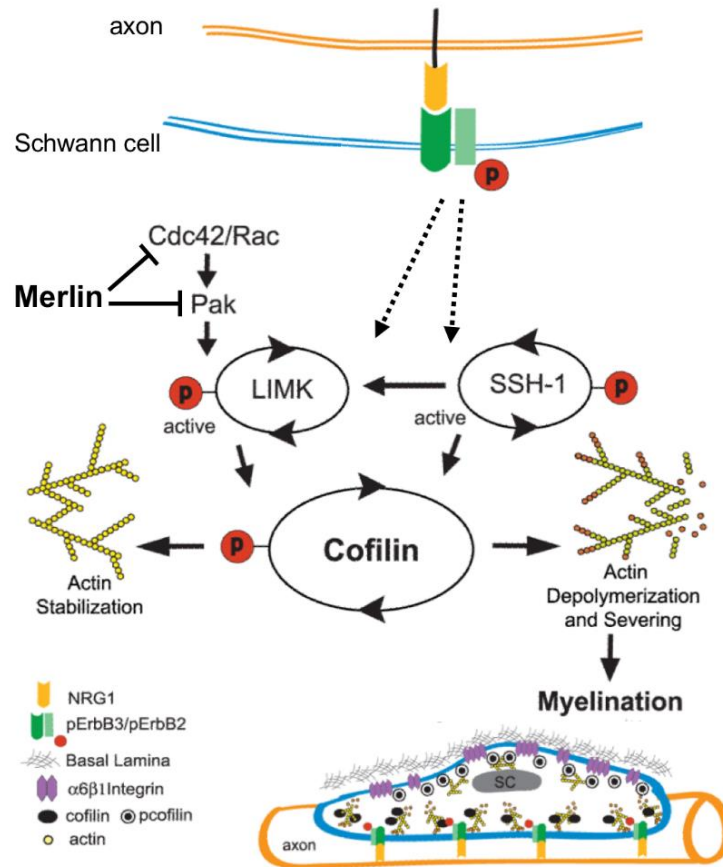 axon
Schwann cell
P
Cdc42/Rac
Merlin
Pak
P
LIMK
active
SSH-1
P
active
P
Cofilin
Actin
Stabilization
Actin
Depolymerization
and Severing
Myelination
NRG1
pErbB3/pErbB2
Basal Lamina
α6β1Integrin
cofilin
pcofilin
actin
SC
axon